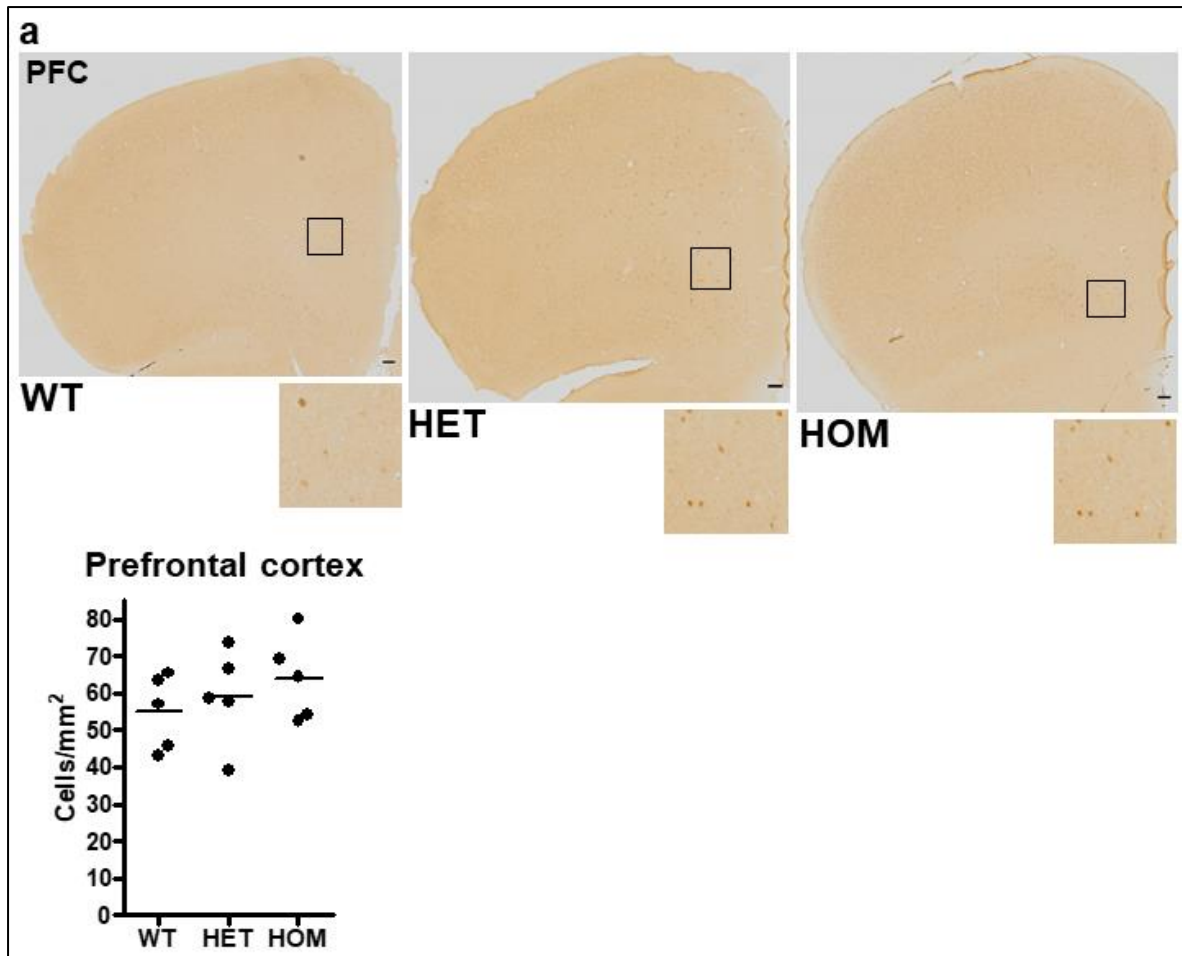 a
PFC
WT
HET
HOM
Prefrontal cortex
Cells/mm²
80
70
60
50
40
30
20
10
0
WT HET HOM